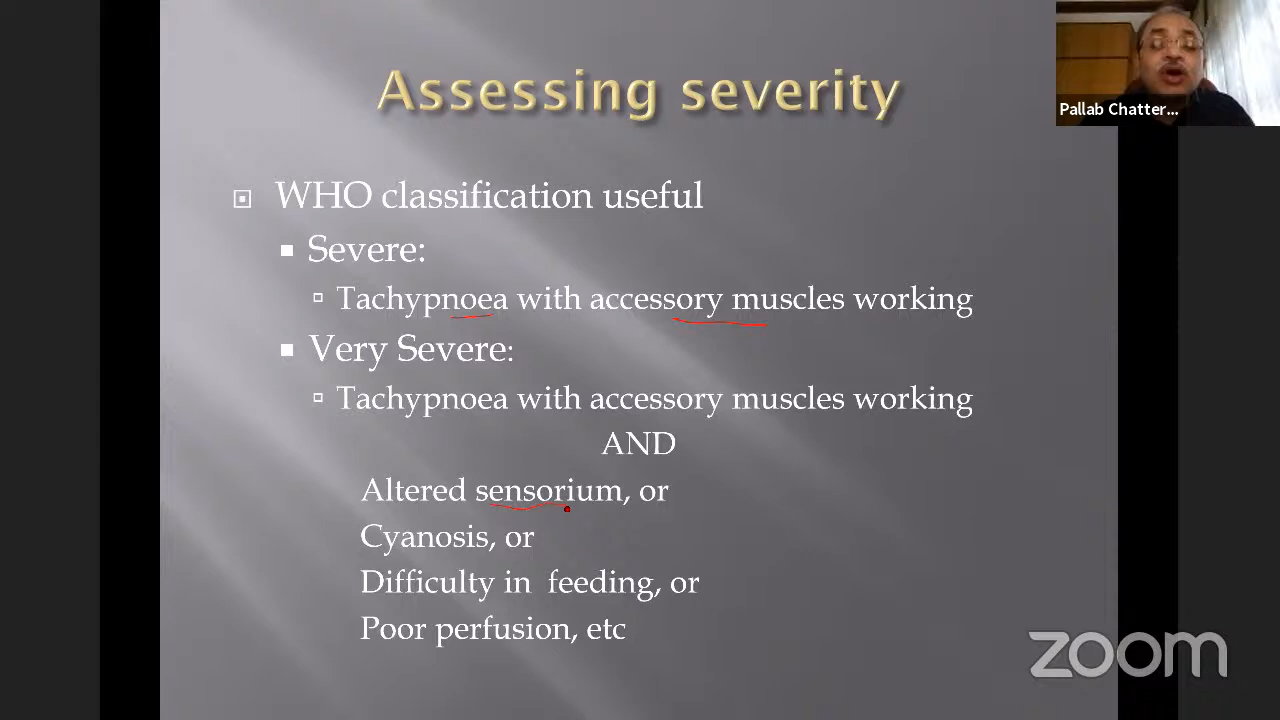 Assessing severity
Pallab Chatter...
WHO classification useful
Severe:
Tachypnoea with accessory muscles working
Very Severe:
Tachypnoea with accessory muscles working
AND
Altered sensorium, or
Cyanosis, or
Difficulty in feeding, or
Poor perfusion, etc
zoom